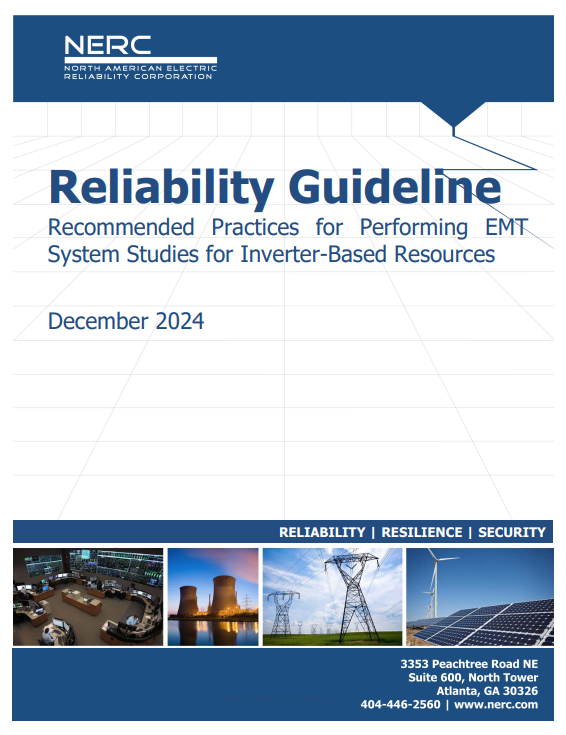 NERC
NORTH AMERICAN ELECTRIC
RELIABILITY CORPORATION
Reliability Guideline
Recommended Practices for Performing EMT
System Studies for Inverter-Based Resources
December 2024
RELIABILITY | RESILIENCE | SECURITY
3353 Peachtree Road NE
Suite 600, North Tower
Atlanta, GA 30326
404-446-2560 | www.nerc.com